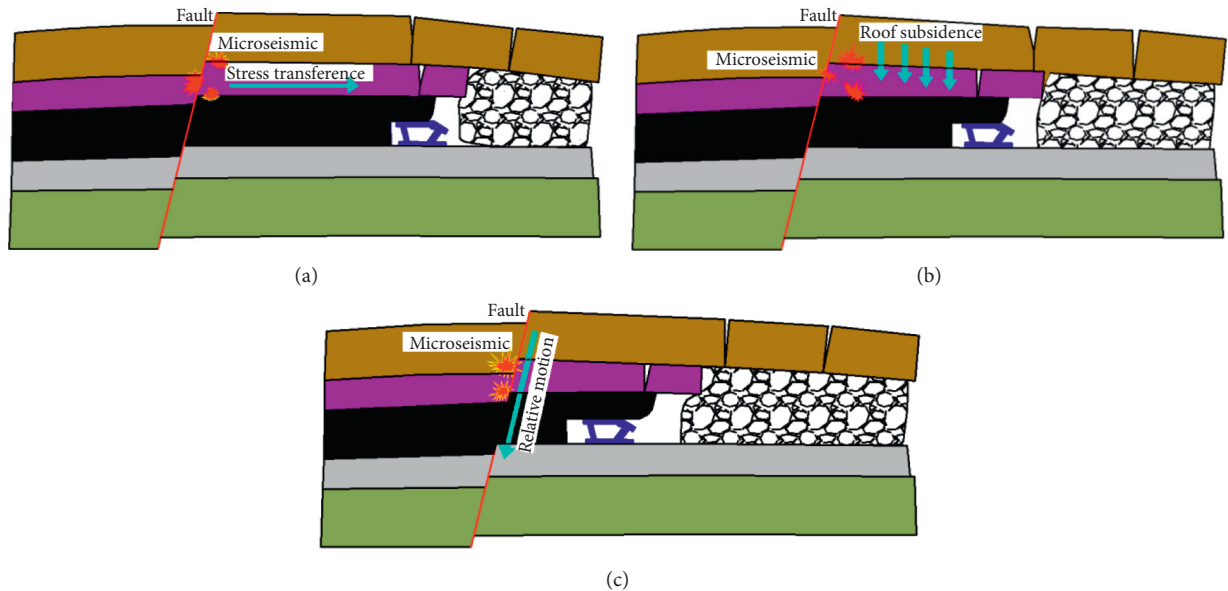 Fault
Microseismic
Stress transference
(a)
Fault
Roof subsidence
Microseismic
(b)
Fault
Microseismic
Relative motion
(c)